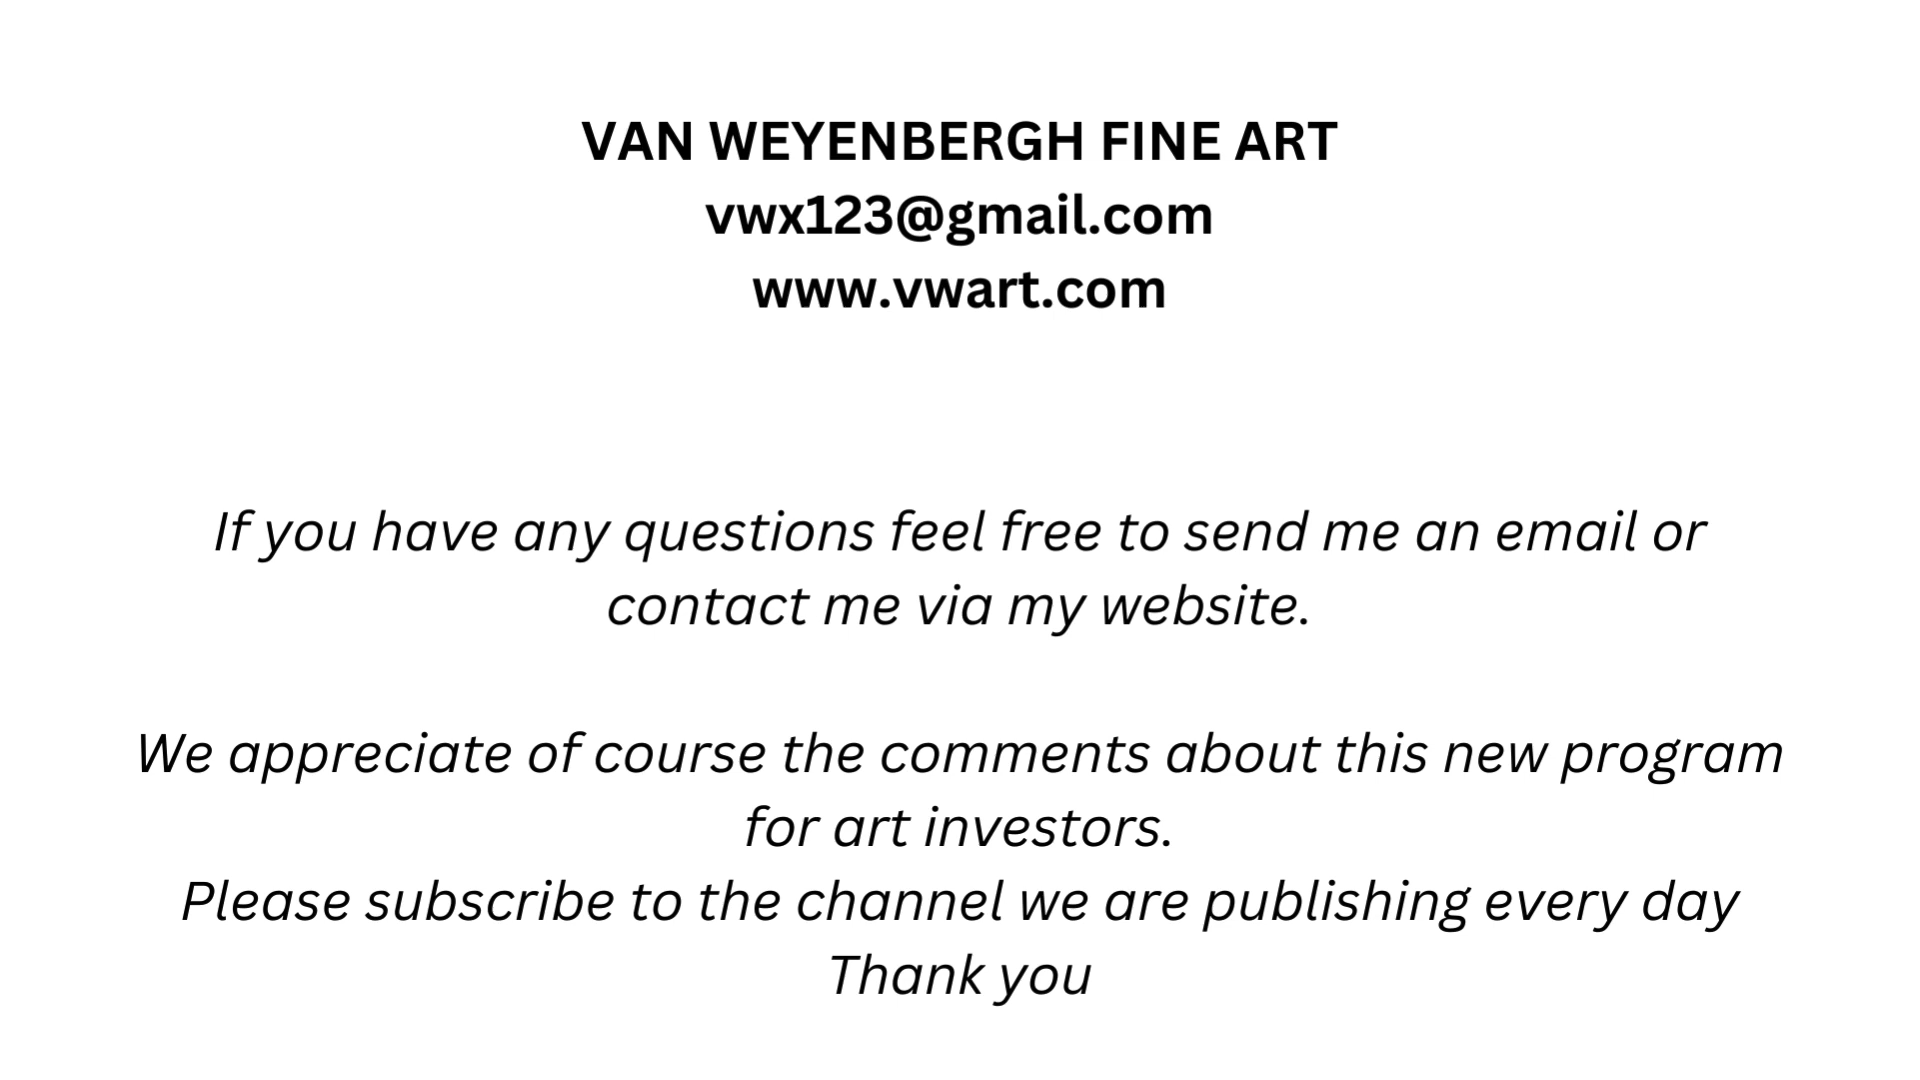 VAN WEYENBERGH FINE ART
vwx123@gmail.com
www.vwart.com
If you have any questions feel free to send me an email or
contact me via my website.
We appreciate of course the comments about this new program
for art investors.
Please subscribe to the channel we are publishing every day
Thank you